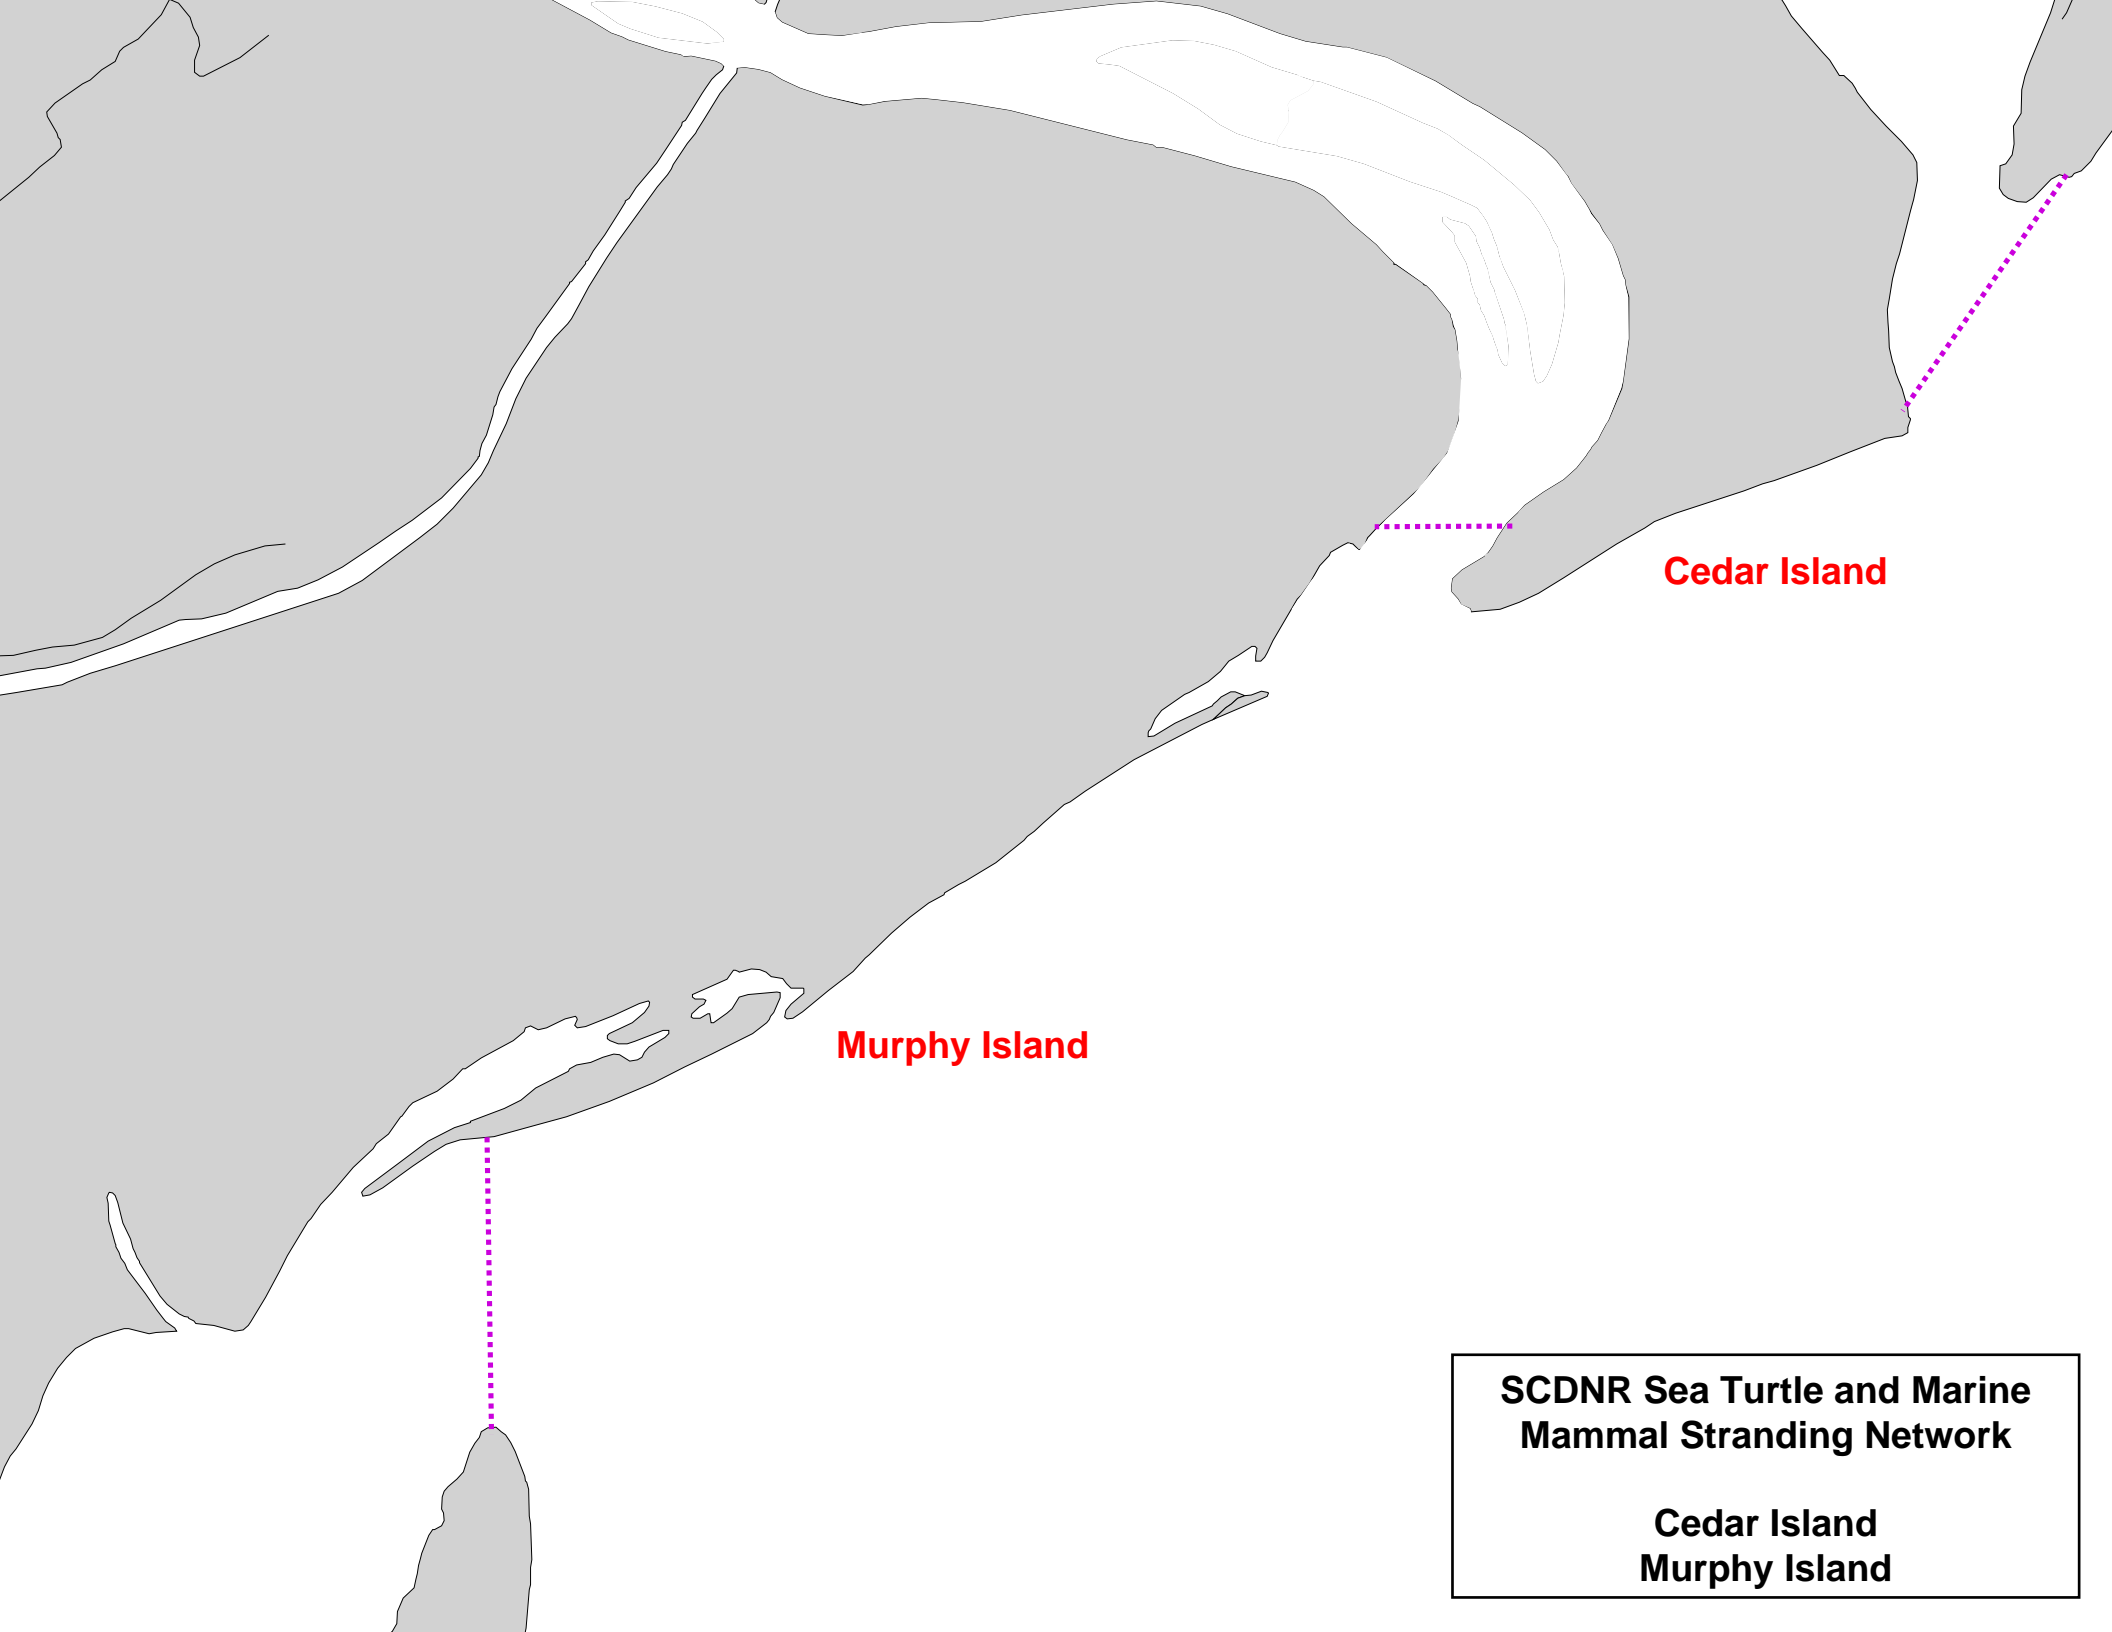 Cedar Island
Murphy Island
SCDNR Sea Turtle and Marine
Mammal Stranding Network
Cedar Island
Murphy Island